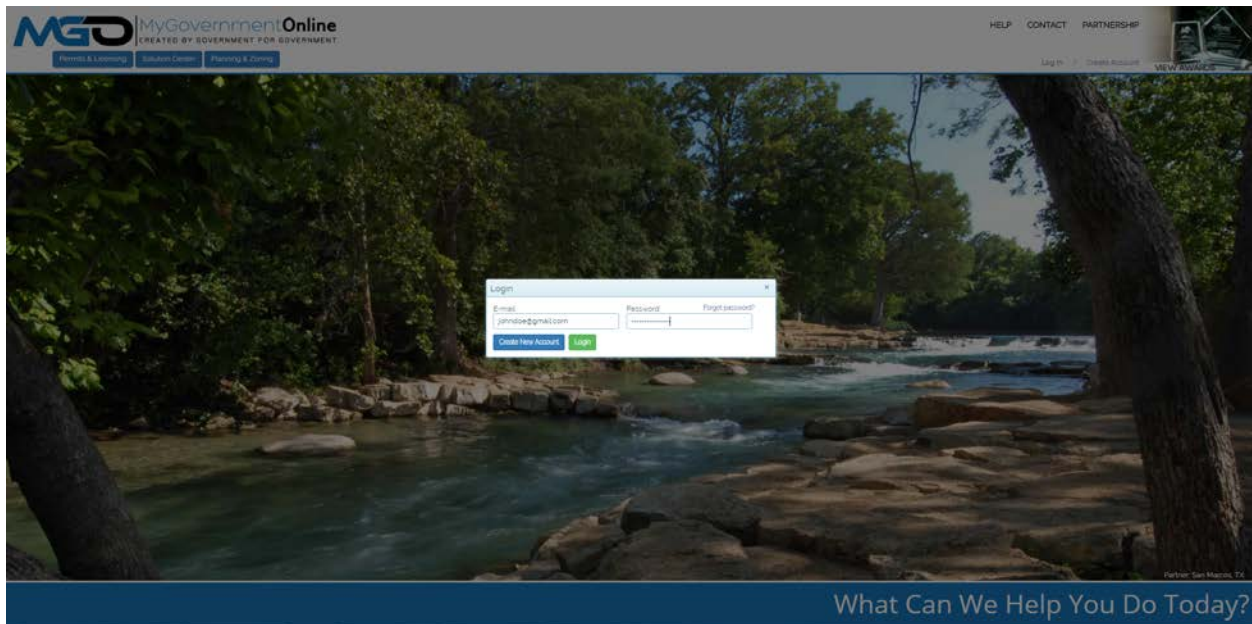 MGO MyGovernmentOnline
CREATED BY GOVERNMENT FOR GOVERNMENT
HELP CONTACT PARTNERSHIP
Permits & Licensing Solution Center Planning & Zoning
Log In / Create Account
VIEW AWARDS
Login ×
E-mail Password Forgot password?
johndoe@gmail.com
Create New Account Login
Partner: San Marcos, TX
What Can We Help You Do Today?